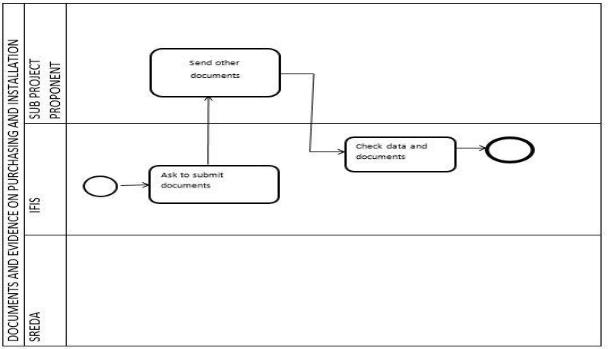 DOCUMENTS AND EVIDENCE ON PURCHASING AND INSTALLATION
SUB PROJECT
PROPONENT
Send other
documents
IFIS
Ask to submit
documents
Check data and
documents
SREDA